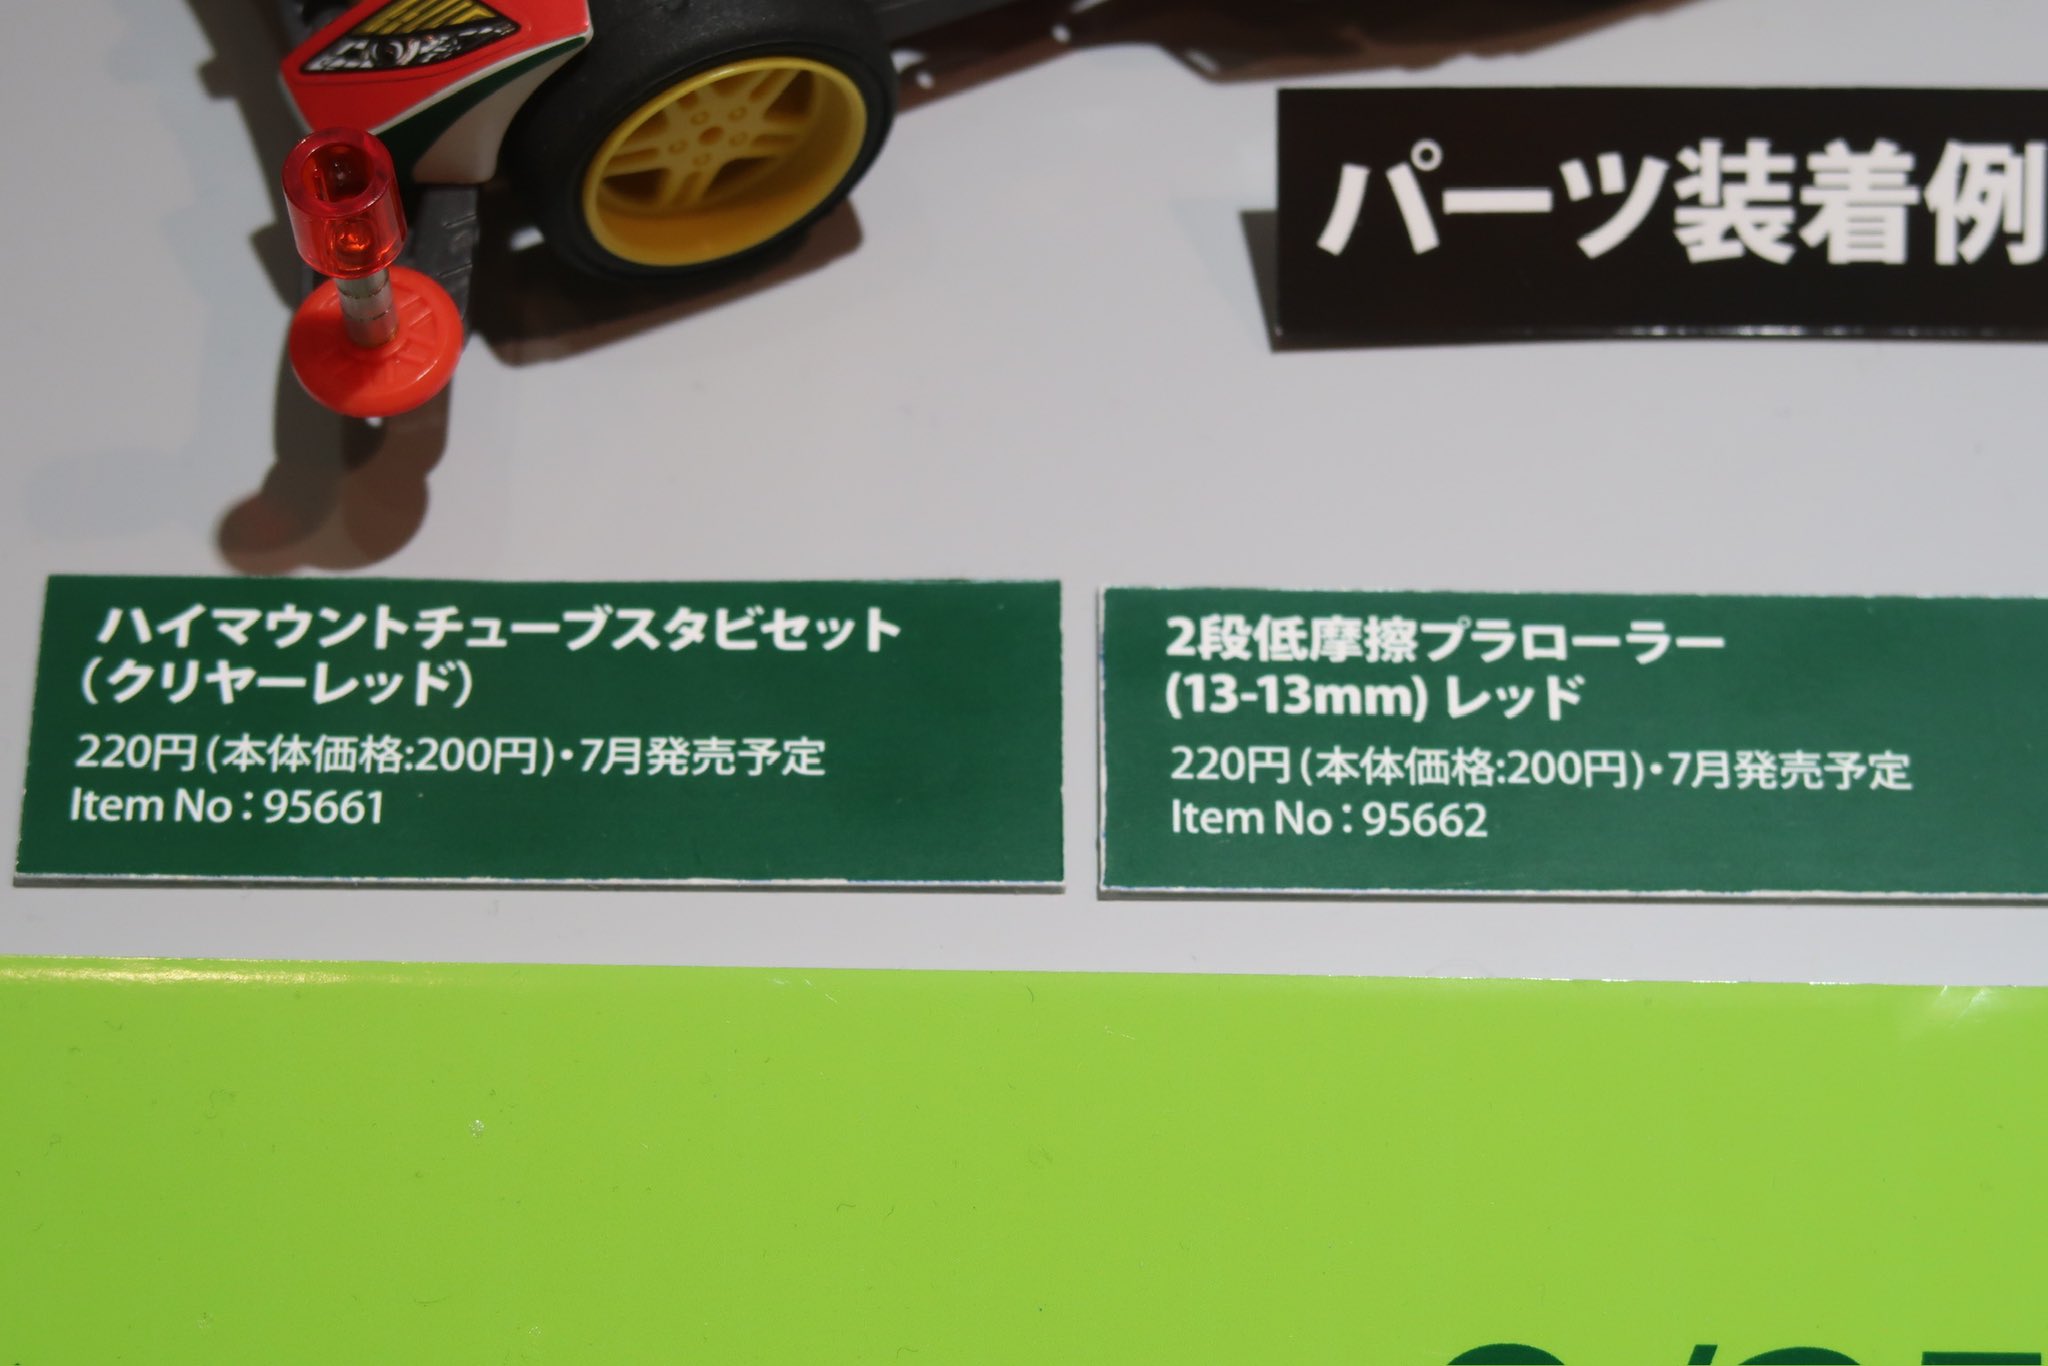 パーツ装着例
ハイマウントチューブスタビセット
（クリヤーレッド）
220円(本体価格:200円)・7月発売予定
Item No：95661
2段低摩擦プラローラー
(13-13mm) レッド
220円(本体価格:200円)・7月発売予定
Item No：95662